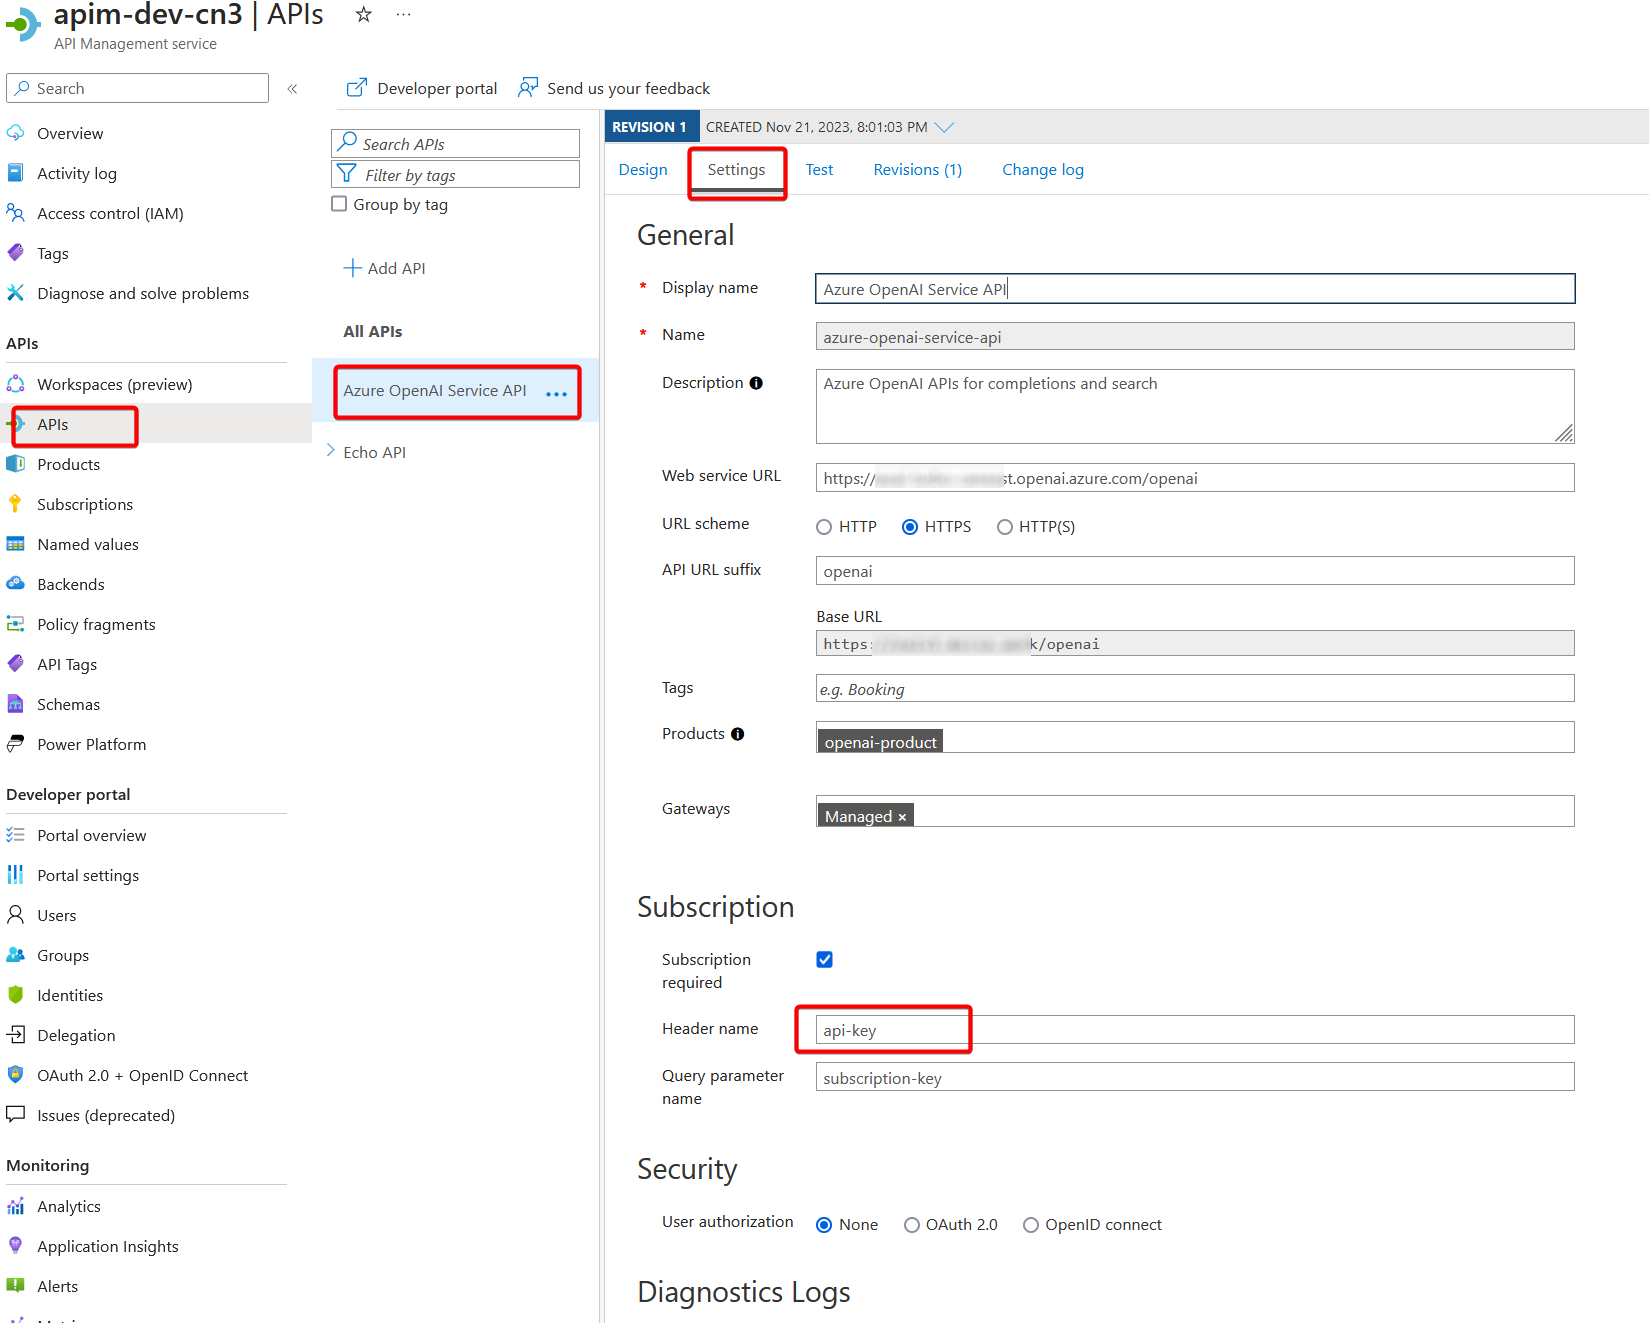 apim-dev-cn3 | APIs
API Management service
Search
Overview
Activity log
Access control (IAM)
Tags
Diagnose and solve problems
APIs
Workspaces (preview)
APIs
Products
Subscriptions
Named values
Backends
Policy fragments
API Tags
Schemas
Power Platform
Developer portal
Portal overview
Portal settings
Users
Groups
Identities
Delegation
OAuth 2.0 + OpenID Connect
Issues (deprecated)
Monitoring
Analytics
Application Insights
Alerts
Developer portal
Send us your feedback
Search APIs
Filter by tags
Group by tag
Add API
All APIs
Azure OpenAI Service API ...
Echo API
REVISION 1 CREATED Nov 21, 2023, 8:01:03 PM
Design Settings Test Revisions (1) Change log
General
* Display name Azure OpenAI Service API
* Name azure-openai-service-api
Description Azure OpenAI APIs for completions and search
Web service URL https:// st.openai.azure.com/openai
URL scheme HTTP HTTPS HTTP(S)
API URL suffix openai
Base URL
https: k/openai
Tags e.g. Booking
Products openai-product
Gateways Managed ×
Subscription
Subscription
required
Header name api-key
Query parameter
name
subscription-key
Security
User authorization None OAuth 2.0 OpenID connect
Diagnostics Logs